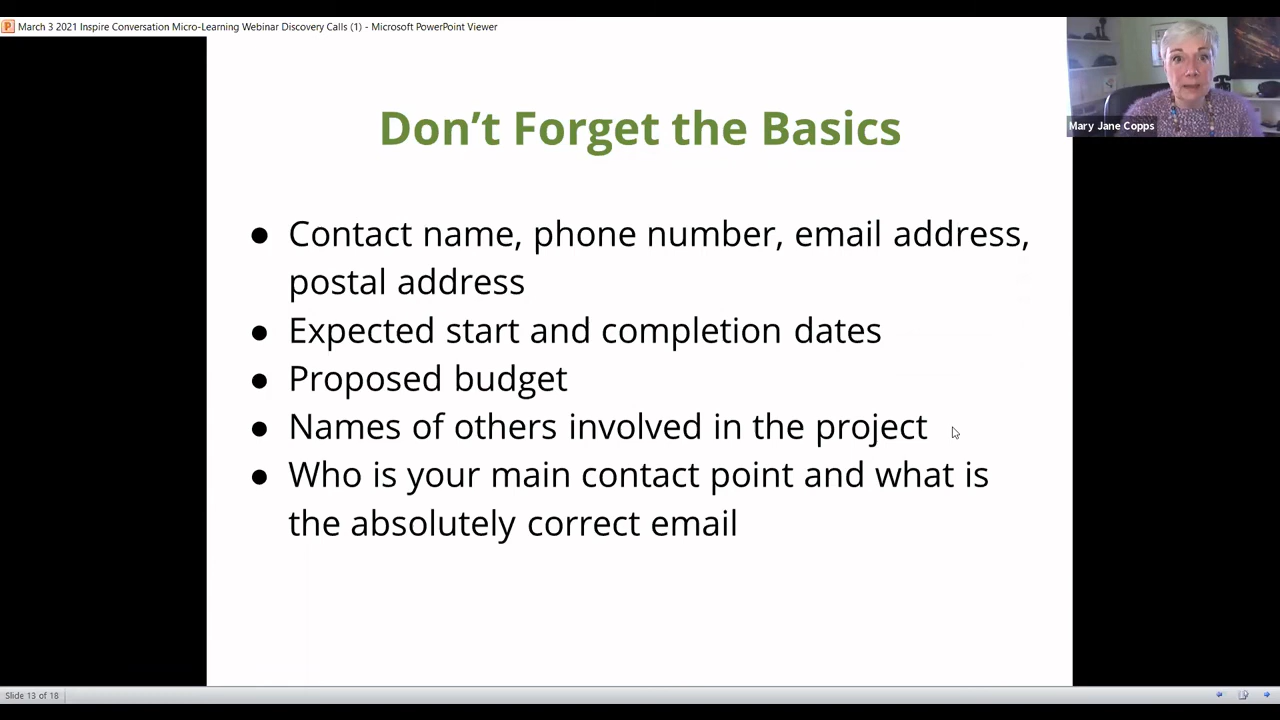 March 3 2021 Inspire Conversation Micro-Learning Webinar Discovery Calls (1) - Microsoft PowerPoint Viewer
Mary Jane Copps
Don't Forget the Basics
● Contact name, phone number, email address,
postal address
● Expected start and completion dates
● Proposed budget
● Names of others involved in the project
● Who is your main contact point and what is
the absolutely correct email
Slide 13 of 18